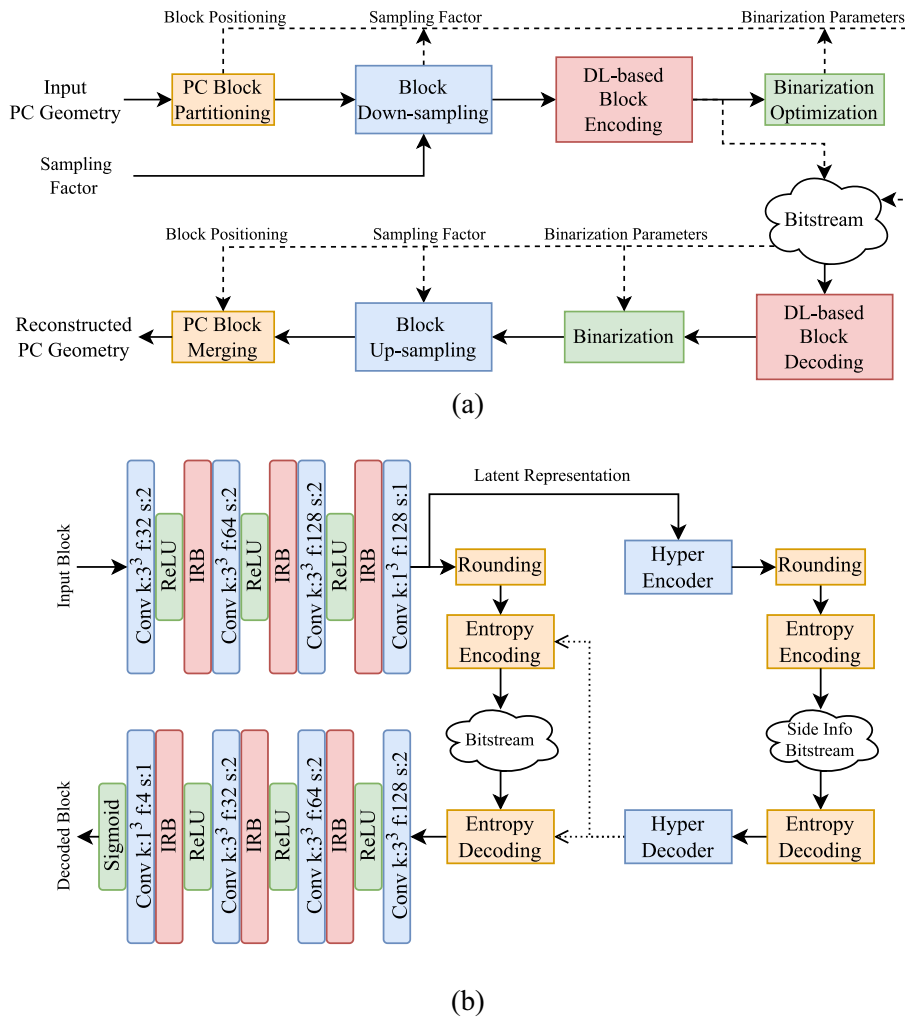 Block Positioning
Sampling Factor
Binarization Parameters
Input
PC Geometry
PC Block
Partitioning
Block
Down-sampling
DL-based
Block
Encoding
Binarization
Optimization
Sampling
Factor
Bitstream
Block Positioning
Sampling Factor
Binarization Parameters
Reconstructed
PC Geometry
PC Block
Merging
Block
Up-sampling
Binarization
DL-based
Block
Decoding
(a)
Input Block
Conv k:3³ f:32 s:2
ReLU
IRB
Conv k:3³ f:64 s:2
ReLU
IRB
Conv k:3³ f:128 s:2
ReLU
IRB
Conv k:1³ f:128 s:1
Latent Representation
Rounding
Hyper
Encoder
Rounding
Entropy
Encoding
Entropy
Encoding
Bitstream
Side Info
Bitstream
Decoded Block
Sigmoid
Conv k:1³ f:4 s:1
IRB
ReLU
Conv k:3³ f:32 s:2
IRB
ReLU
Conv k:3³ f:64 s:2
IRB
ReLU
Conv k:3³ f:128 s:2
Entropy
Decoding
Hyper
Decoder
Entropy
Decoding
(b)